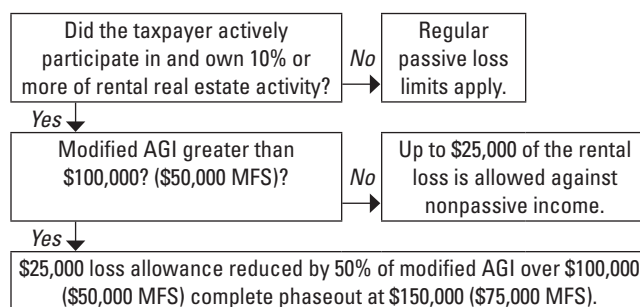 Did the taxpayer actively
participate in and own 10% or
more of rental real estate activity?
No
Regular
passive loss
limits apply.
Yes
Modified AGI greater than
$100,000? ($50,000 MFS)?
No
Up to $25,000 of the rental
loss is allowed against
nonpassive income.
Yes
$25,000 loss allowance reduced by 50% of modified AGI over $100,000
($50,000 MFS) complete phaseout at $150,000 ($75,000 MFS).